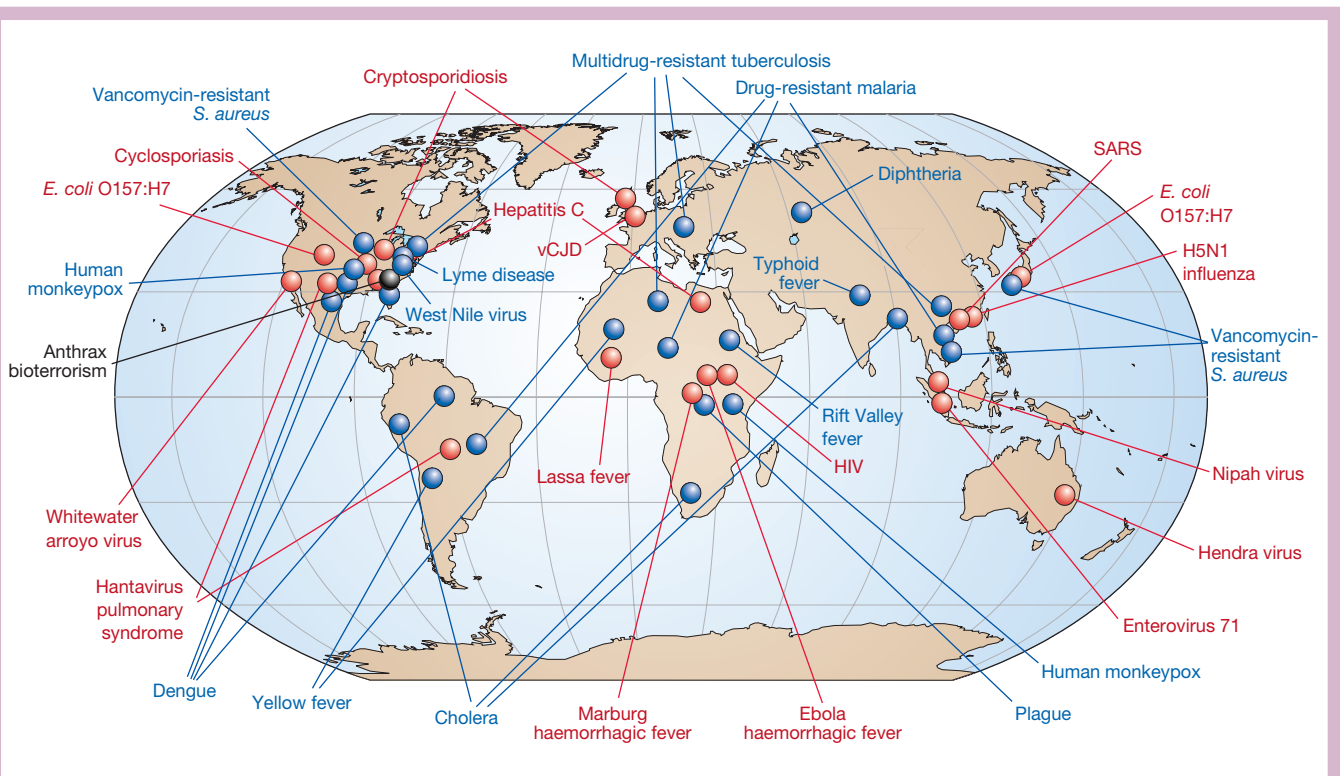 Multidrug-resistant tuberculosis
Cryptosporidiosis
Drug-resistant malaria
Vancomycin-resistant
S. aureus
Cyclosporiasis
SARS
E. coli O157:H7
Diphtheria
E. coli
O157:H7
Hepatitis C
vCJD
H5N1
influenza
Human
monkeypox
Lyme disease
Typhoid
fever
West Nile virus
Anthrax
bioterrorism
Vancomycin-
resistant
S. aureus
Rift Valley
fever
HIV
Lassa fever
Nipah virus
Whitewater
arroyo virus
Hendra virus
Hantavirus
pulmonary
syndrome
Enterovirus 71
Human monkeypox
Dengue
Yellow fever
Cholera
Marburg
haemorrhagic fever
Ebola
haemorrhagic fever
Plague